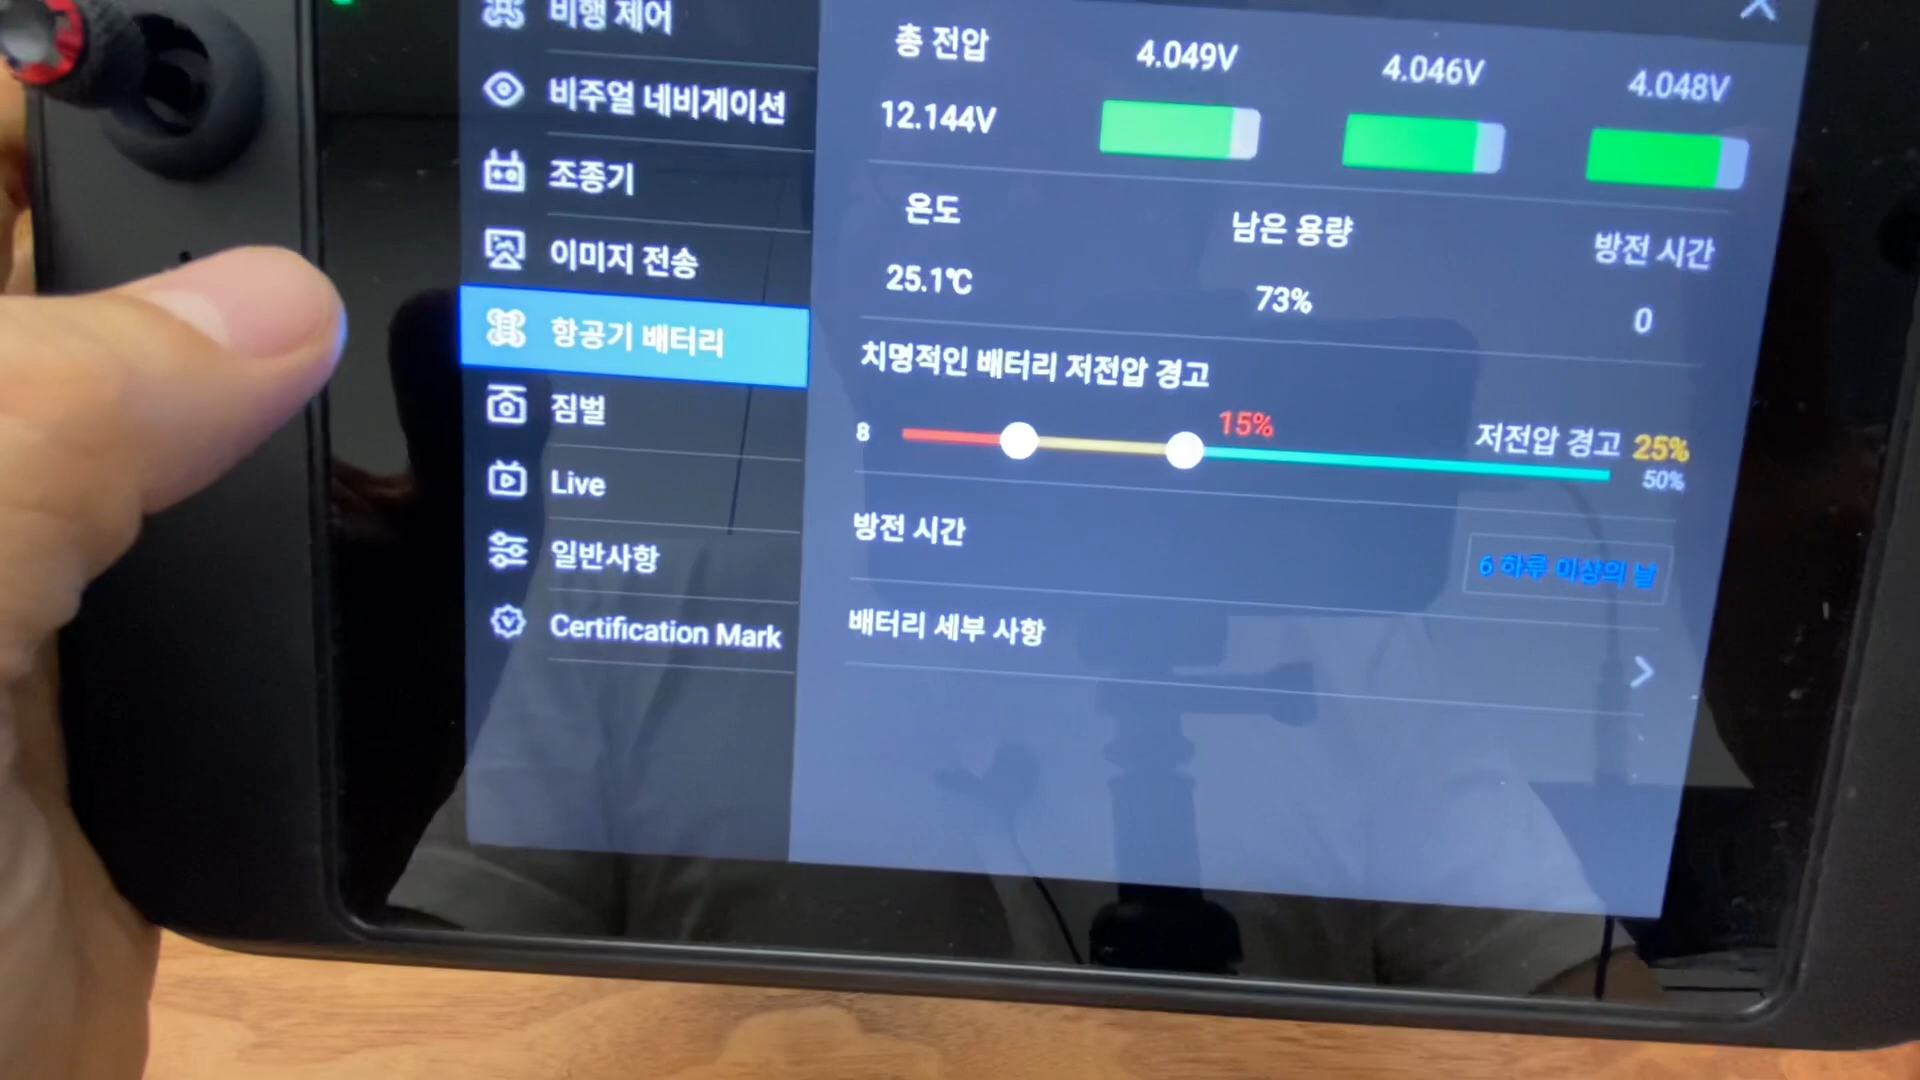 비행 제어
비주얼 네비게이션
조종기
이미지 전송
항공기 배터리
짐벌
Live
일반사항
Certification Mark
총 전압
12.144V
4.049V
4.046V
4.048V
온도
25.1℃
남은 용량
73%
방전 시간
0
치명적인 배터리 저전압 경고
8
15%
저전압 경고 25%
50%
방전 시간
6 하루 이상의 날
배터리 세부 사항